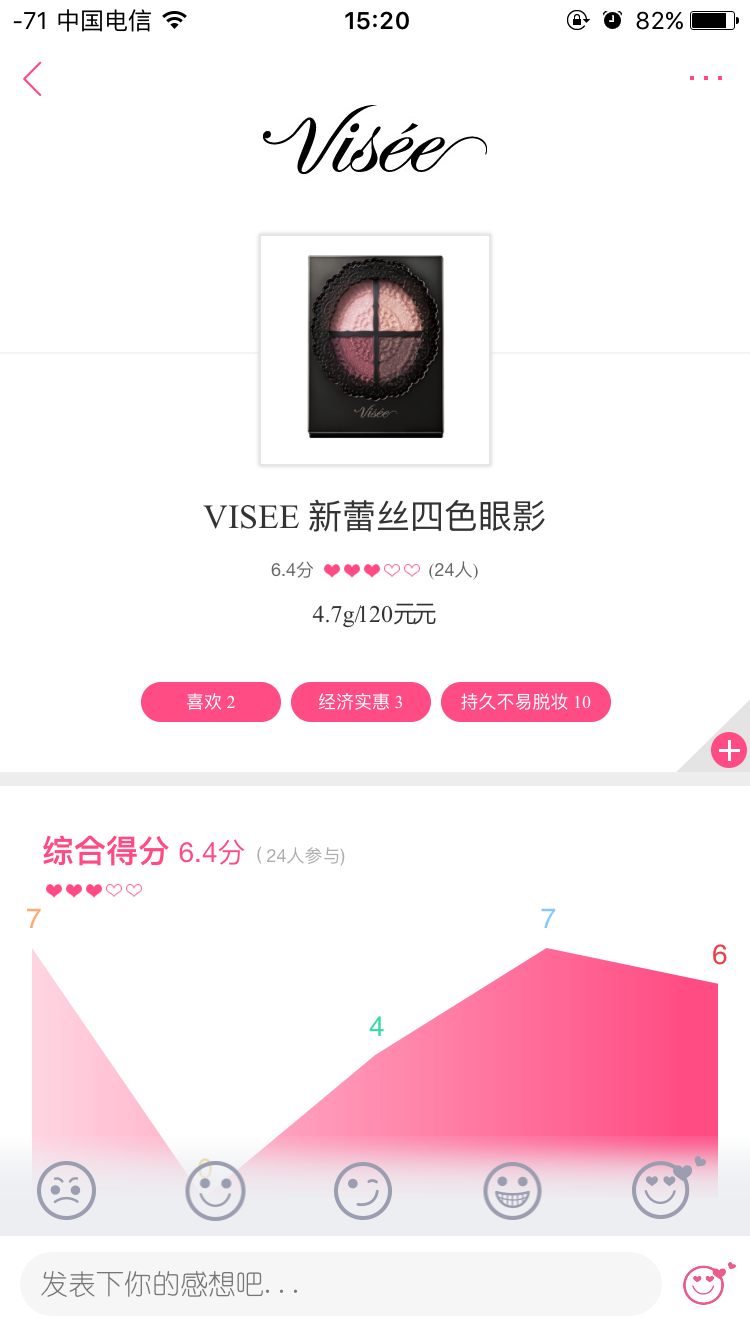 -71 中国电信 15:20 82%
Visée
Visée
VISEE 新蕾丝四色眼影
6.4分 (24人)
4.7g/120元元
喜欢 2 经济实惠 3 持久不易脱妆 10
综合得分 6.4分 (24人参与)
7 7
6
4
0
发表下你的感想吧...